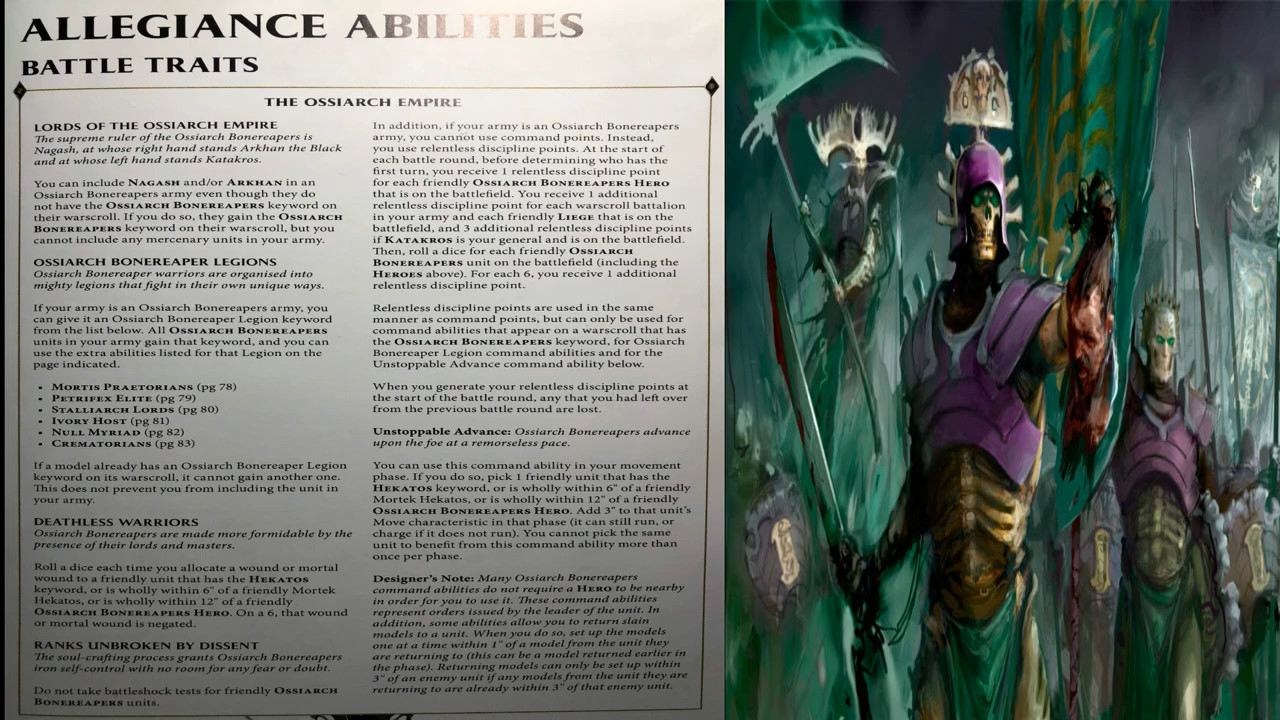 ALLEGIANCE ABILITIES
BATTLE TRAITS
THE OSSIARCH EMPIRE
LORDS OF THE OSSIARCH EMPIRE
The supreme ruler of the Ossiarch Bonereapers is
Nagash, at whose right hand stands Arkhan the Black
and at whose left hand stands Katakros.
You can include NAGASH and/or ARKHAN in an
Ossiarch Bonereapers army even though they do
not have the OSSIARCH BONEREAPERS keyword on
their warscroll. If you do so, they gain the OSSIARCH
BONEREAPERS keyword on their warscroll, but you
cannot include any mercenary units in your army.
OSSIARCH BONEREAPER LEGIONS
Ossiarch Bonereaper warriors are organised into
mighty legions that fight in their own unique ways.
If your army is an Ossiarch Bonereapers army, you
can give it an Ossiarch Bonereaper Legion keyword
from the list below. All OSSIARCH BONEREAPERS
units in your army gain that keyword, and you can
use the extra abilities listed for that Legion on the
page indicated.
• MORTIS PRAETORIANS (pg 78)
• PETRIFEX ELITE (pg 79)
• STALLIARCH LORDS (pg 80)
• IVORY HOST (pg 81)
• NULL MYRIAD (pg 82)
• CREMATORIANS (pg 83)
If a model already has an Ossiarch Bonereaper Legion
keyword on its warscroll, it cannot gain another one.
This does not prevent you from including the unit in
your army.
DEATHLESS WARRIORS
Ossiarch Bonereapers are made more formidable by the
presence of their lords and masters.
Roll a dice each time you allocate a wound or mortal
wound to a friendly unit that has the HEKATOS
keyword, or is wholly within 6" of a friendly Mortek
Hekatos, or is wholly within 12" of a friendly
OSSIARCH BONEREAPERS HERO. On a 6, that wound
or mortal wound is negated.
RANKS UNBROKEN BY DISSENT
The soul-crafting process grants Ossiarch Bonereapers
iron self-control with no room for any fear or doubt.
Do not take battleshock tests for friendly OSSIARCH
BONEREAPERS units.
In addition, if your army is an Ossiarch Bonereapers
army, you cannot use command points. Instead,
you use relentless discipline points. At the start of
each battle round, before determining who has the
first turn, you receive 1 relentless discipline point
for each friendly OSSIARCH BONEREAPERS HERO
that is on the battlefield. You receive 1 additional
relentless discipline point for each warscroll battalion
in your army and each friendly LIEGE that is on the
battlefield, and 3 additional relentless discipline points
if KATAKROS is your general and is on the battlefield.
Then, roll a dice for each friendly OSSIARCH
BONEREAPERS unit on the battlefield (including the
HEROES above). For each 6, you receive 1 additional
relentless discipline point.
Relentless discipline points are used in the same
manner as command points, but can only be used for
command abilities that appear on a warscroll that has
the OSSIARCH BONEREAPERS keyword, for Ossiarch
Bonereaper Legion command abilities and for the
Unstoppable Advance command ability below.
When you generate your relentless discipline points at
the start of the battle round, any that you had left over
from the previous battle round are lost.
Unstoppable Advance: Ossiarch Bonereapers advance
upon the foe at a remorseless pace.
You can use this command ability in your movement
phase. If you do so, pick 1 friendly unit that has the
HEKATOS keyword, or is wholly within 6" of a friendly
Mortek Hekatos, or is wholly within 12" of a friendly
OSSIARCH BONEREAPERS HERO. Add 3" to that unit's
Move characteristic in that phase (it can still run, or
charge if it does not run). You cannot pick the same
unit to benefit from this command ability more than
once per phase.
Designer's Note: Many Ossiarch Bonereapers
command abilities do not require a HERO to be nearby
in order for you to use it. These command abilities
represent orders issued by the leader of the unit. In
addition, some abilities allow you to return slain
models to a unit. When you do so, set up the models
one at a time within 1" of a model from the unit they
are returning to (this can be a model returned earlier in
the phase). Returning models can only be set up within
3" of an enemy unit if any models from the unit they are
returning to are already within 3" of that enemy unit.